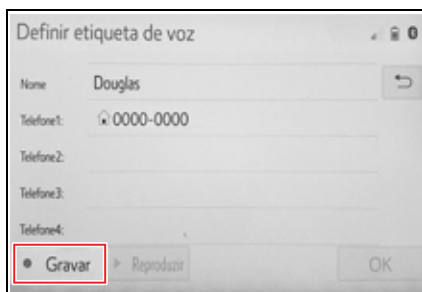 Definir etiqueta de voz
Nome Douglas
Telefone1: 0000-0000
Telefone2:
Telefone3:
Telefone4:
Gravar Reproduzir OK